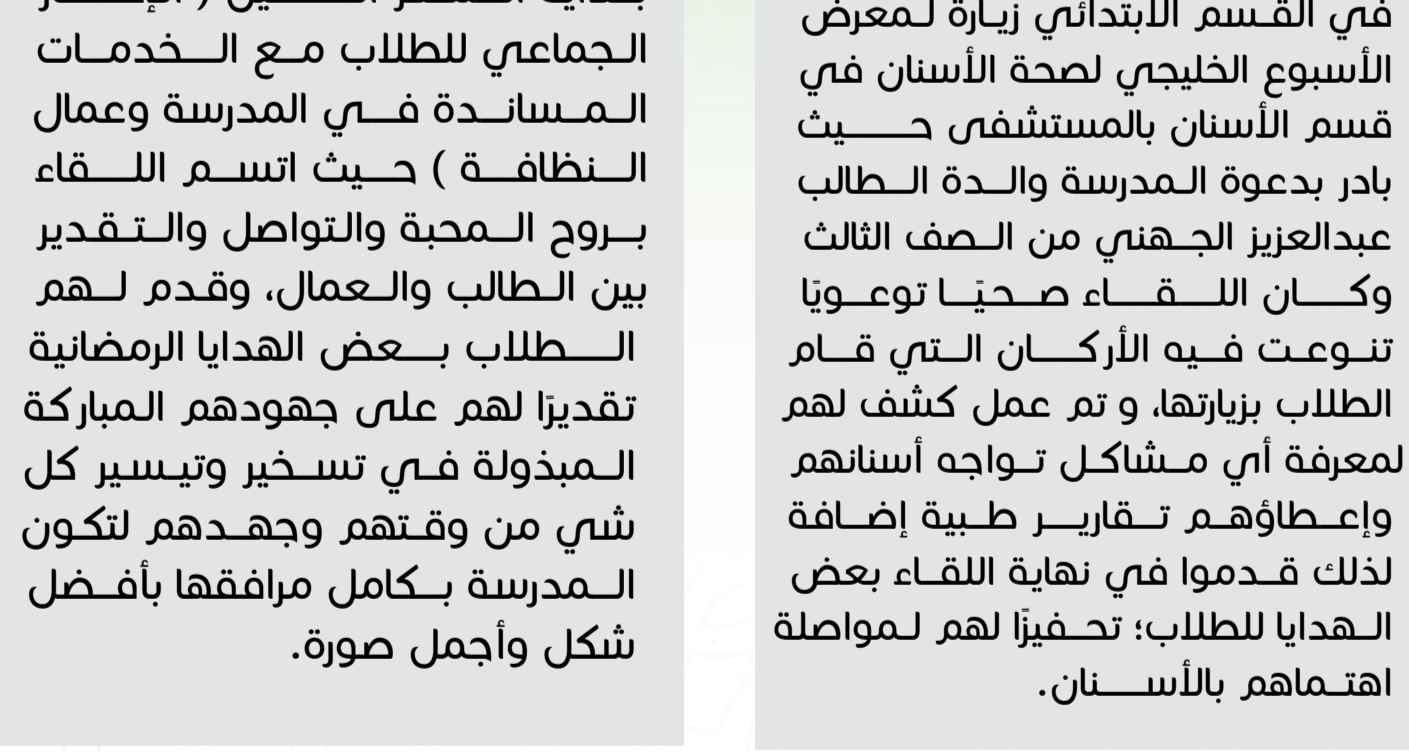 في القسم الابتدائي زيارة لمعرض
الأسبوع الخليجي لصحة الأسنان في
قسم الأسنان بالمستشفى حيث
بادر بدعوة المدرسة والدة الطالب
عبدالعزيز الجهني من الصف الثالث
وكان اللقاء صحيًا توعويًا
تنوعت فيه الأركان التي قام
الطلاب بزيارتها، و تم عمل كشف لهم
لمعرفة أي مشاكل تواجه أسنانهم
وإعطاؤهم تقارير طبية إضافة
لذلك قدموا في نهاية اللقاء بعض
الهدايا للطلاب؛ تحفيزًا لهم لمواصلة
اهتمامهم بالأسنان.
الجماعي للطلاب مع الخدمات
المساندة في المدرسة وعمال
النظافة ) حيث اتسم اللقاء
بروح المحبة والتواصل والتقدير
بين الطالب والعمال، وقدم لهم
الطلاب بعض الهدايا الرمضانية
تقديرًا لهم على جهودهم المباركة
المبذولة في تسخير وتيسير كل
شي من وقتهم وجهدهم لتكون
المدرسة بكامل مرافقها بأفضل
شكل وأجمل صورة.